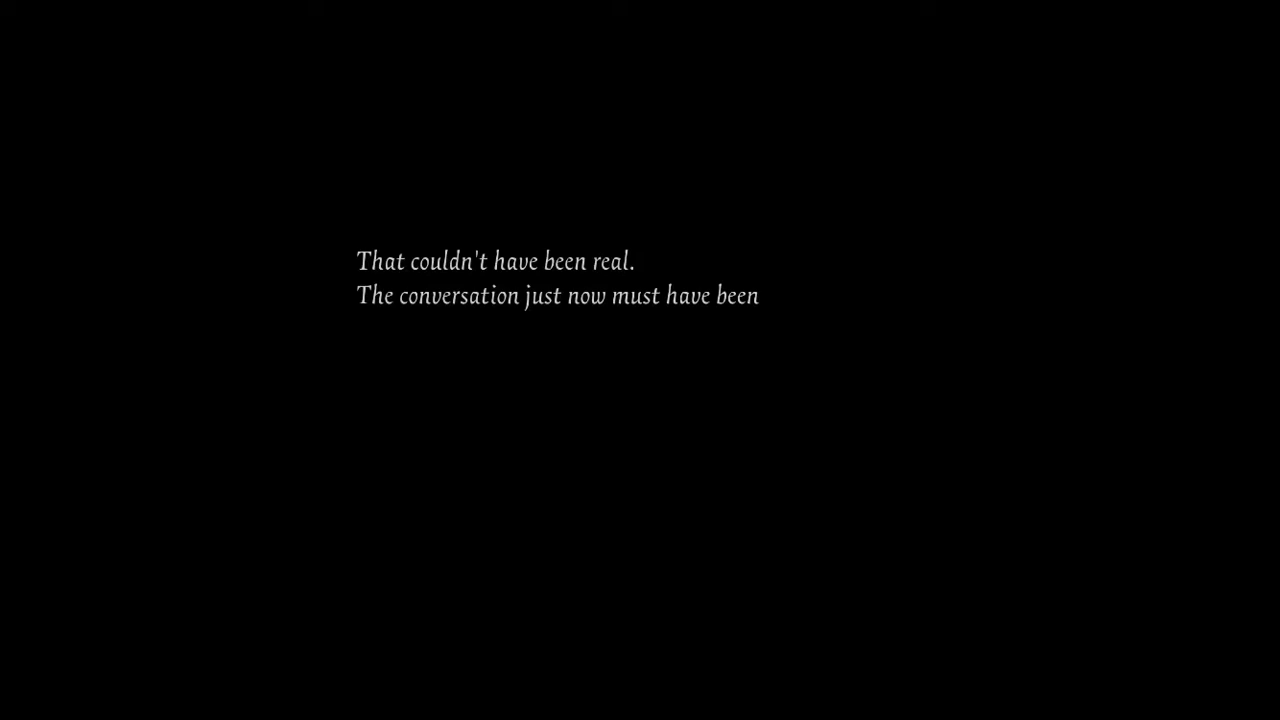 That couldn't have been real.
The conversation just now must have been